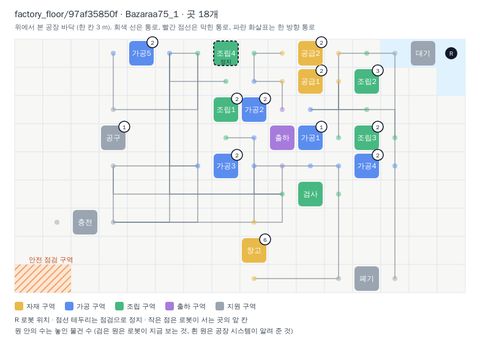 factory_floor/97af35850f · Bazaraa75_1 · 곳 18개
위에서 본 공장 바닥 (한 칸 3 m). 회색 선은 통로, 빨간 점선은 막힌 통로, 파란 화살표는 한 방향 통로
가공5 2 조립4 공급2 2 대기 R
공급1 2 조립2 3
조립1 2 가공2 2
공구 1 출하 가공1 1 조립3 2
가공3 2 가공4 2
검사
충전
창고 6
안전 점검 구역
폐기
자재 구역 가공 구역 조립 구역 출하 구역 지원 구역
R 로봇 위치 · 점선 테두리는 점검으로 정지 · 작은 점은 로봇이 서는 곳의 앞 칸
원 안의 수는 놓인 물건 수 (검은 원은 로봇이 지금 보는 것, 흰 원은 공장 시스템이 알려 준 것)